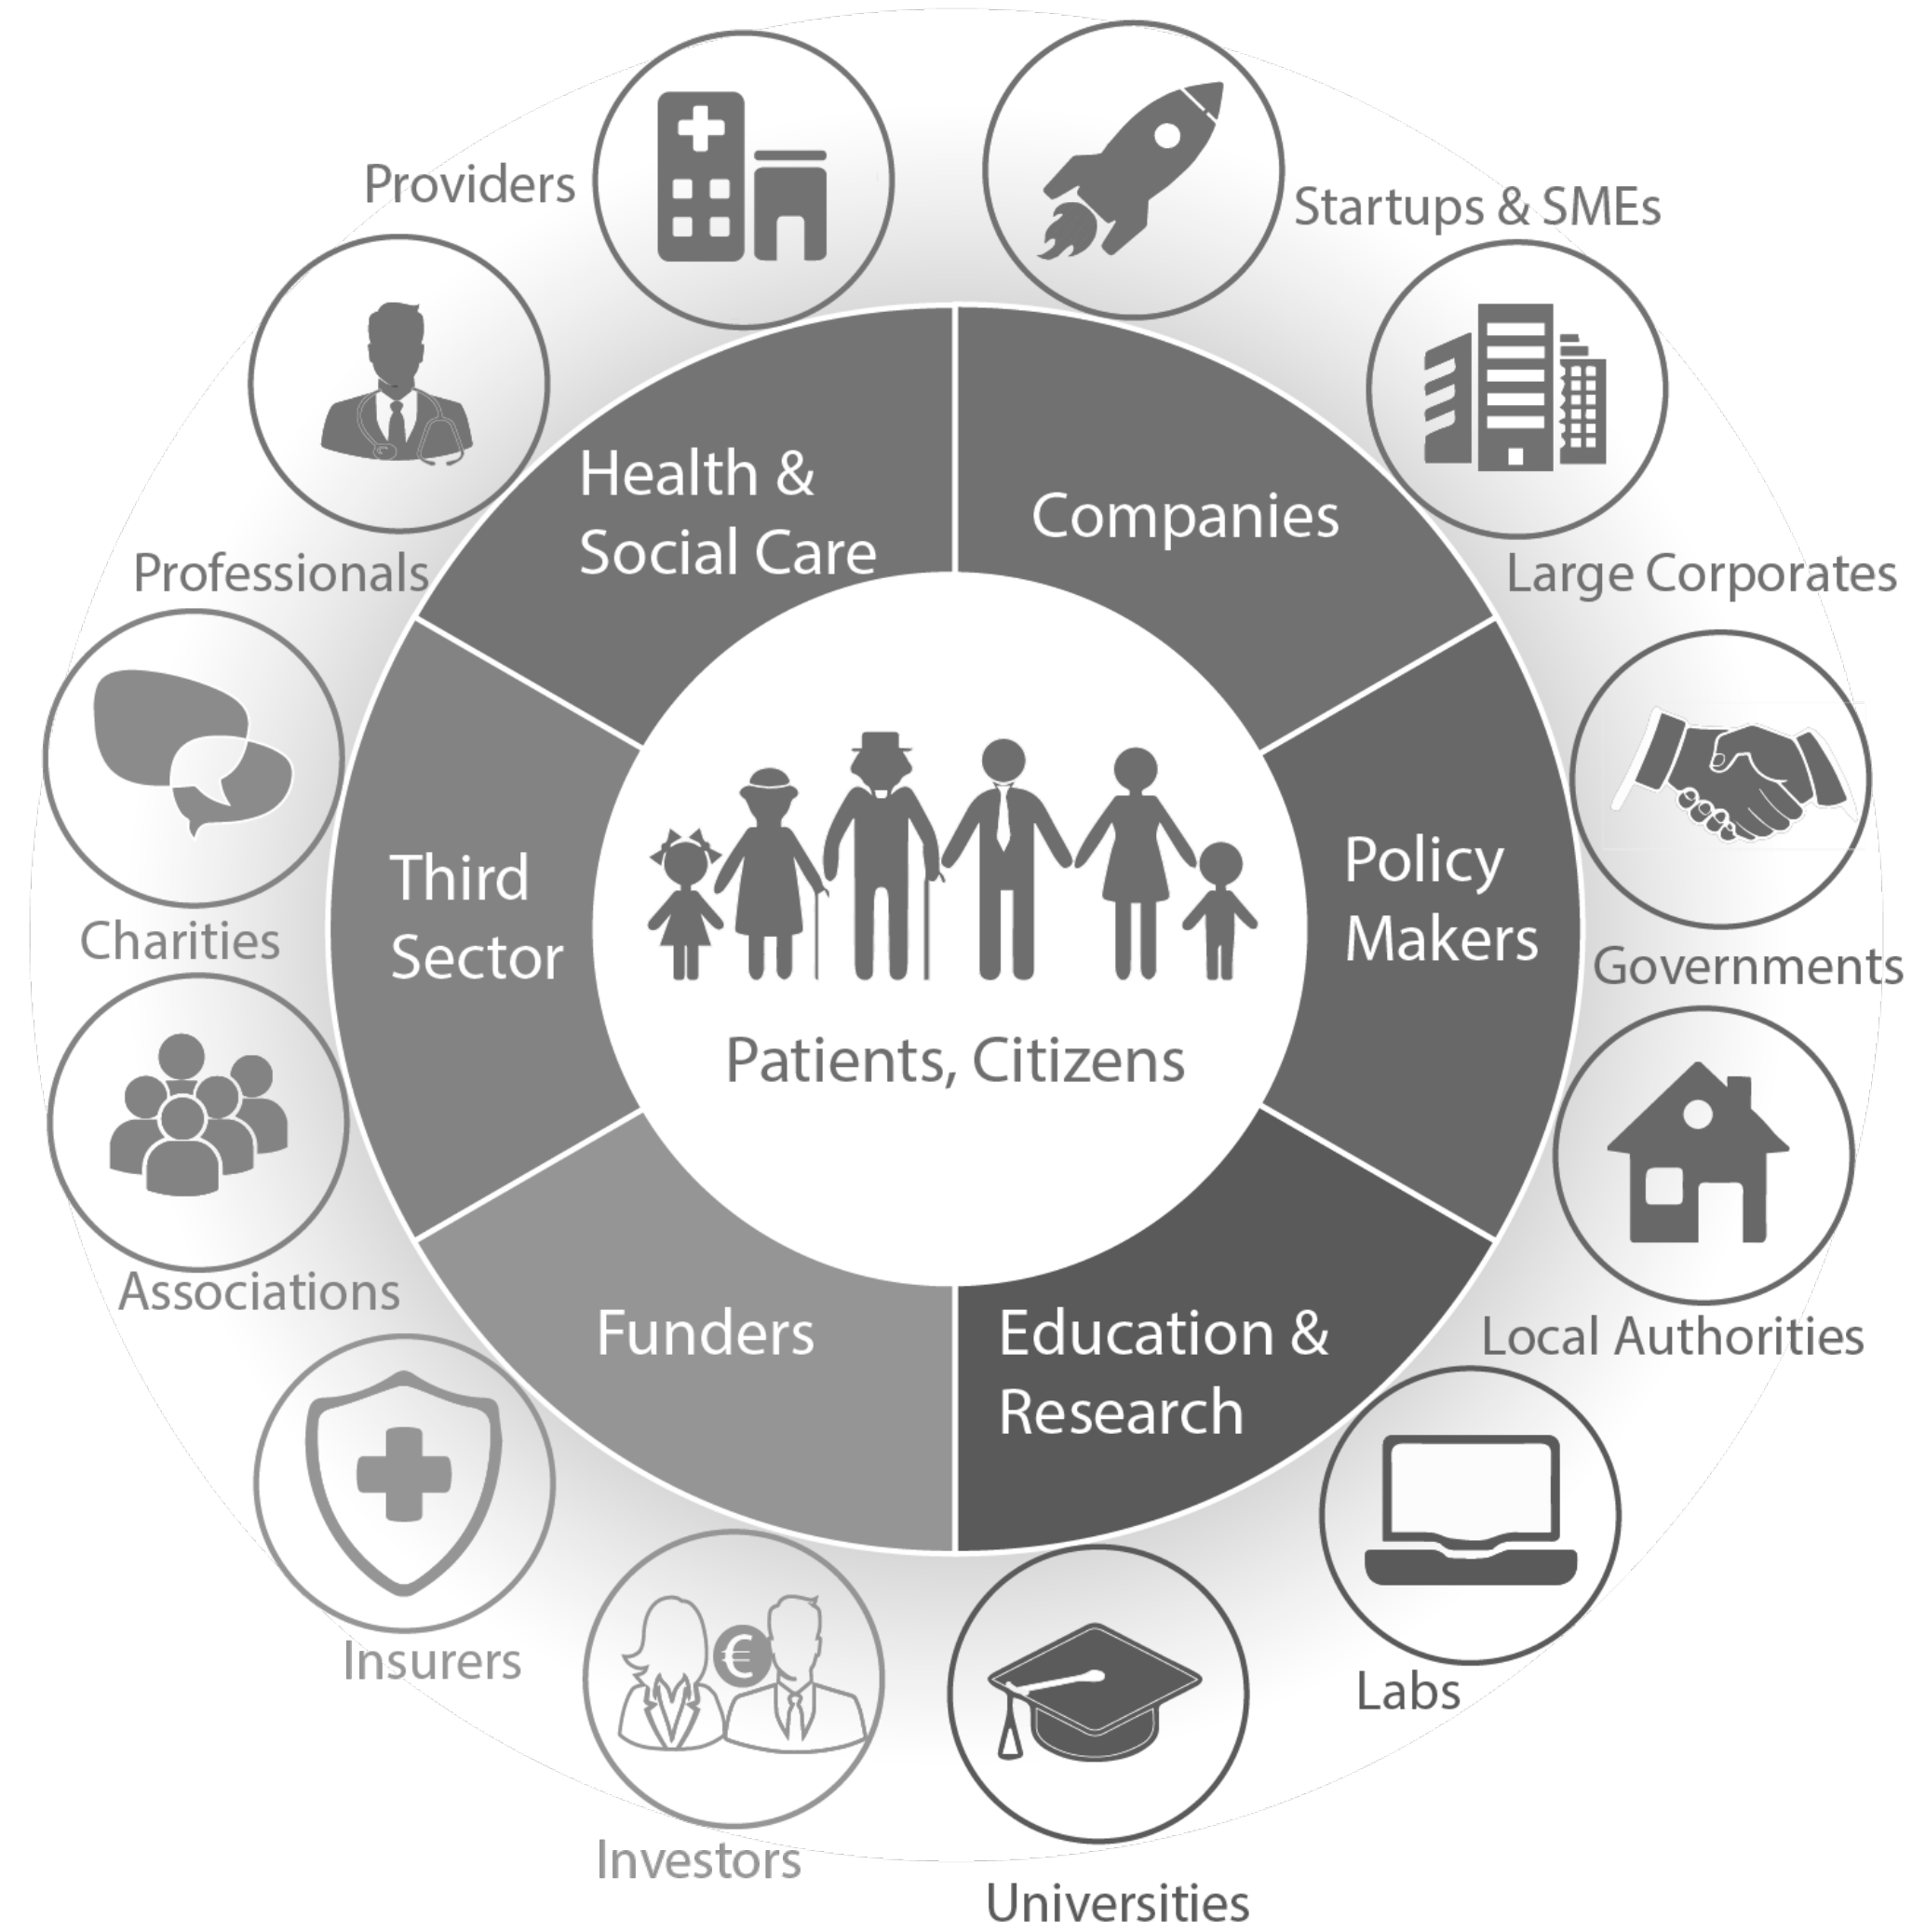 Providers
Startups & SMEs
Health &
Social Care
Companies
Professionals
Large Corporates
Third
Sector
Policy
Makers
Charities
Governments
Patients, Citizens
Associations
Funders
Education &
Research
Local Authorities
Insurers
€
Labs
Investors
Universities